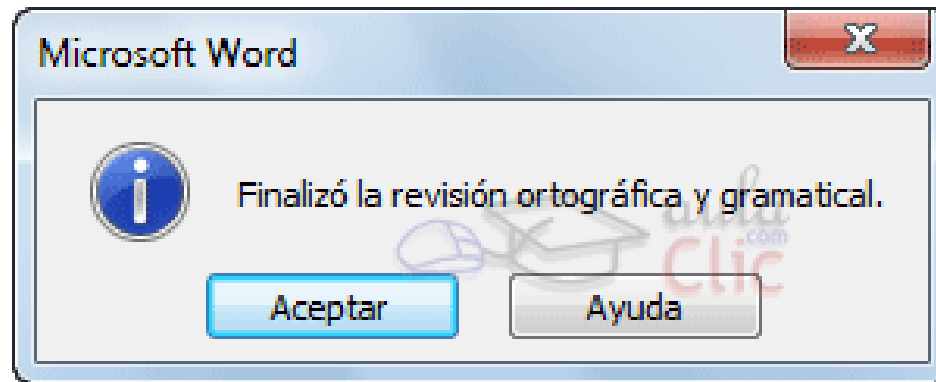 Microsoft Word
Finalizó la revisión ortográfica y gramatical.
aula
.com
Clic
Aceptar
Ayuda